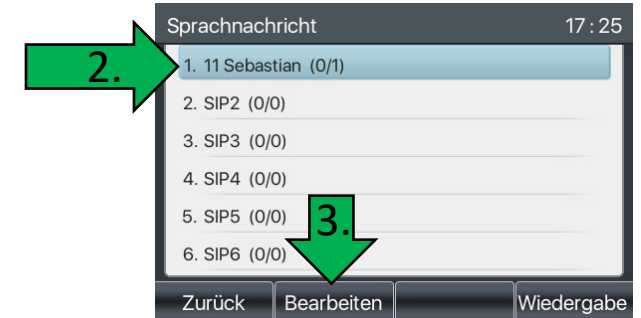 Sprachnachricht 17:25
2.
1. 11 Sebastian (0/1)
2. SIP2 (0/0)
3. SIP3 (0/0)
4. SIP4 (0/0)
5. SIP5 (0/0)
3.
6. SIP6 (0/0)
Zurück Bearbeiten Wiedergabe